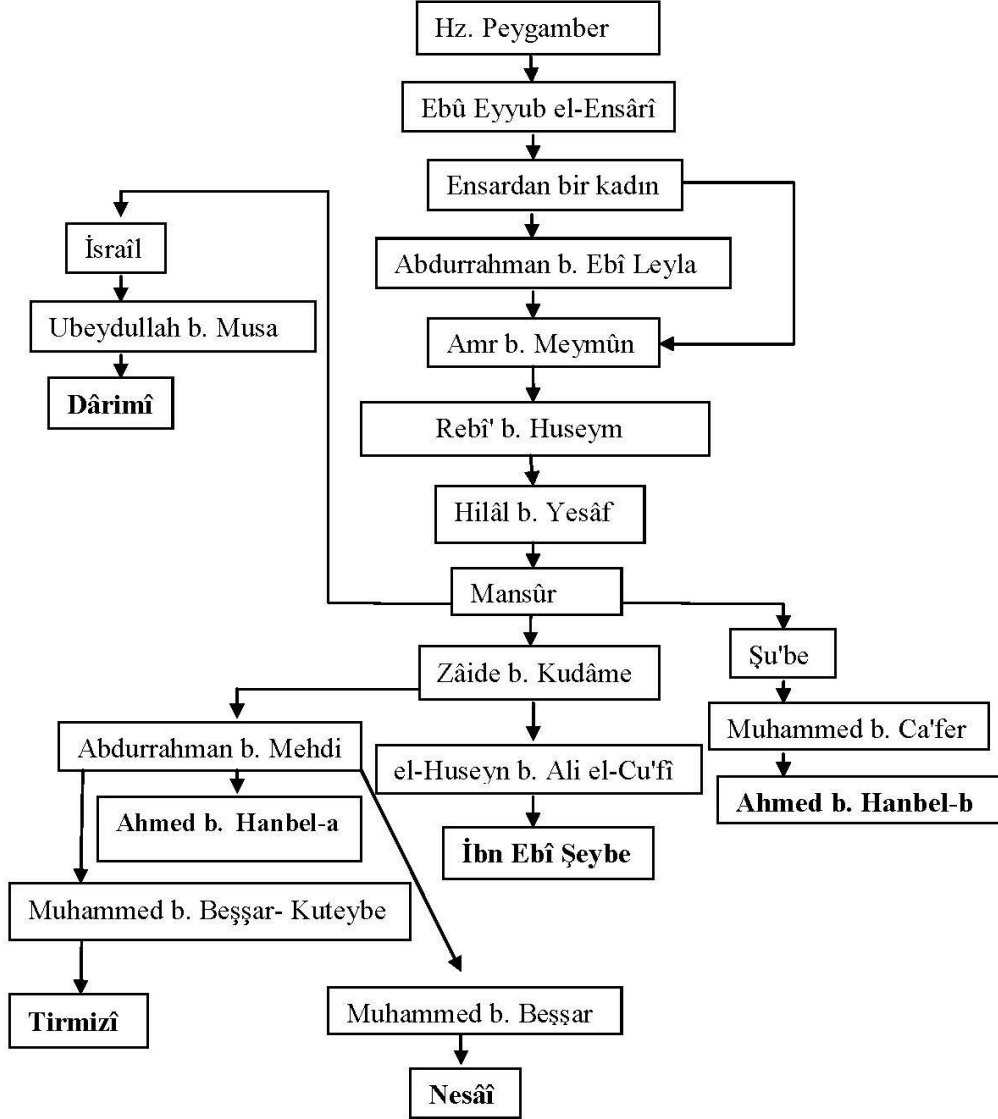 Hz. Peygamber
Ebû Eyyub el-Ensârî
Ensardan bir kadın
İsraîl
Abdurrahman b. Ebî Leyla
Ubeydullah b. Musa
Amr b. Meymûn
Dârimî
Rebî' b. Huseym
Hilâl b. Yesâf
Mansûr
Şu'be
Zâide b. Kudâme
Muhammed b. Ca'fer
Abdurrahman b. Mehdi
el-Huseyn b. Ali el-Cu'fî
Ahmed b. Hanbel-b
Ahmed b. Hanbel-a
İbn Ebî Şeybe
Muhammed b. Beşşar- Kuteybe
Tirmizî
Muhammed b. Beşşar
Nesâî